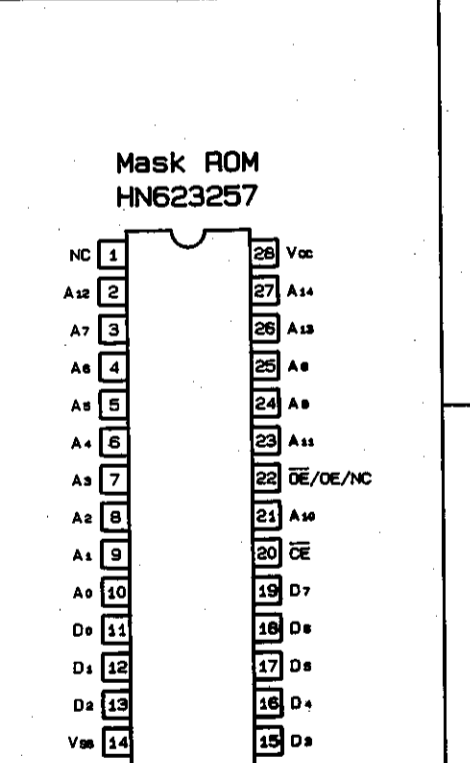 Mask ROM
HN623257
NC 1 28 Vcc
A12 2 27 A14
A7 3 26 A13
A6 4 25 A8
A5 5 24 A9
A4 6 23 A11
A3 7 22 O̅E̅/OE/NC
A2 8 21 A10
A1 9 20 C̅E̅
A0 10 19 D7
D0 11 18 D6
D1 12 17 D5
D2 13 16 D4
Vss 14 15 D3